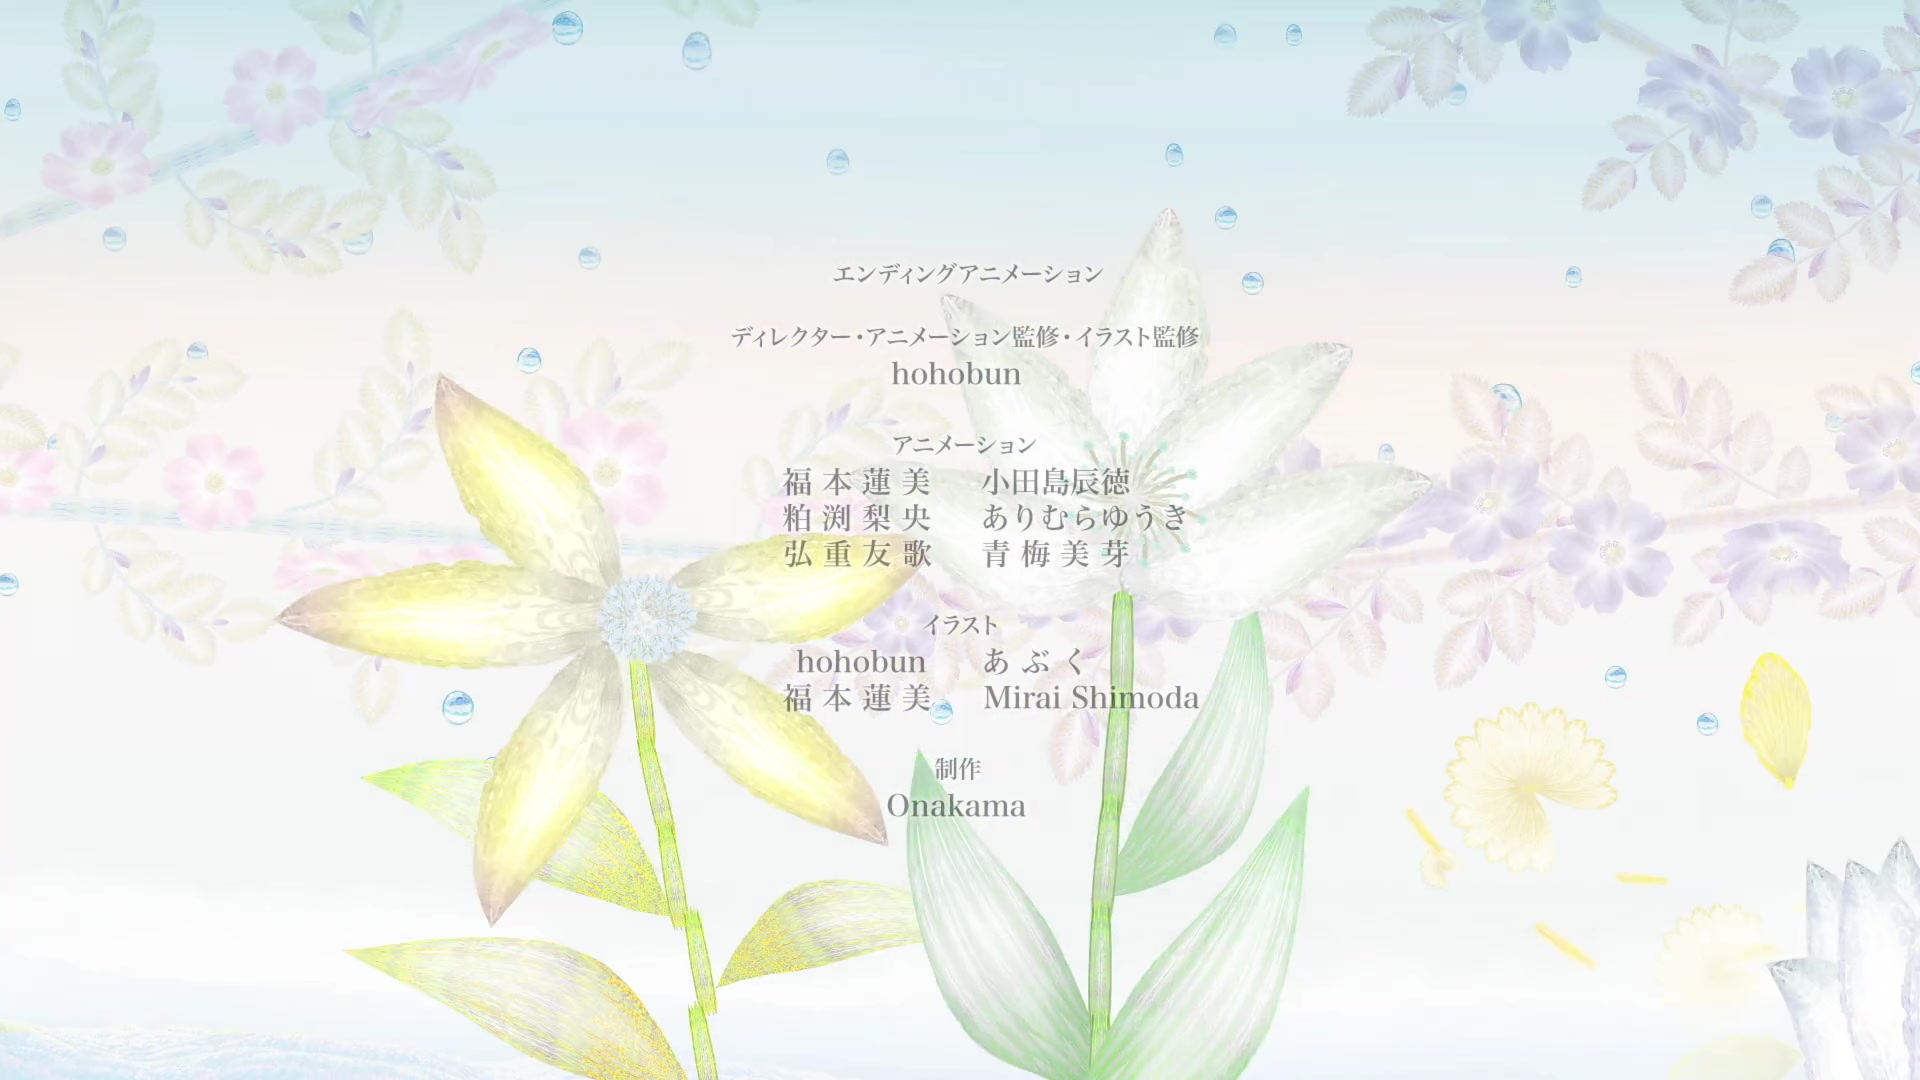 エンディングアニメーション
ディレクター・アニメーション監修・イラスト監修
hohobun
アニメーション
福本蓮美 小田島辰徳
粕渕梨央 ありむらゆうき
弘重友歌 青梅美芽
イラスト
hohobun あぶく
福本蓮美 Mirai Shimoda
制作
Onakama